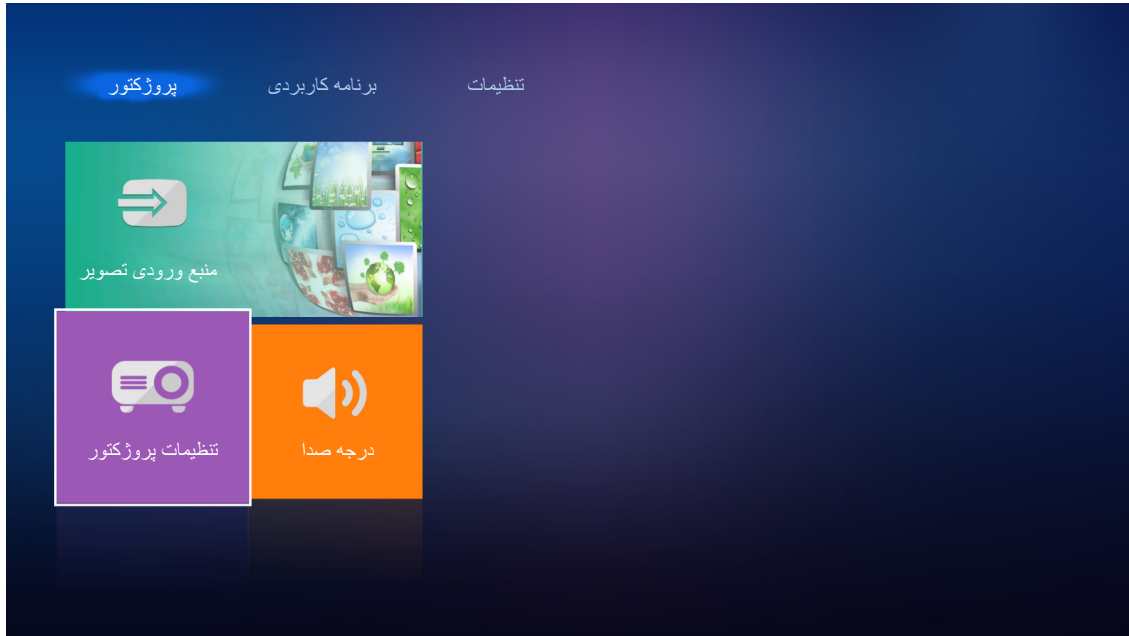 پروژکتور
برنامه کاربردی
تنظیمات
منبع ورودی تصویر
تنظیمات پروژکتور
درجه صدا